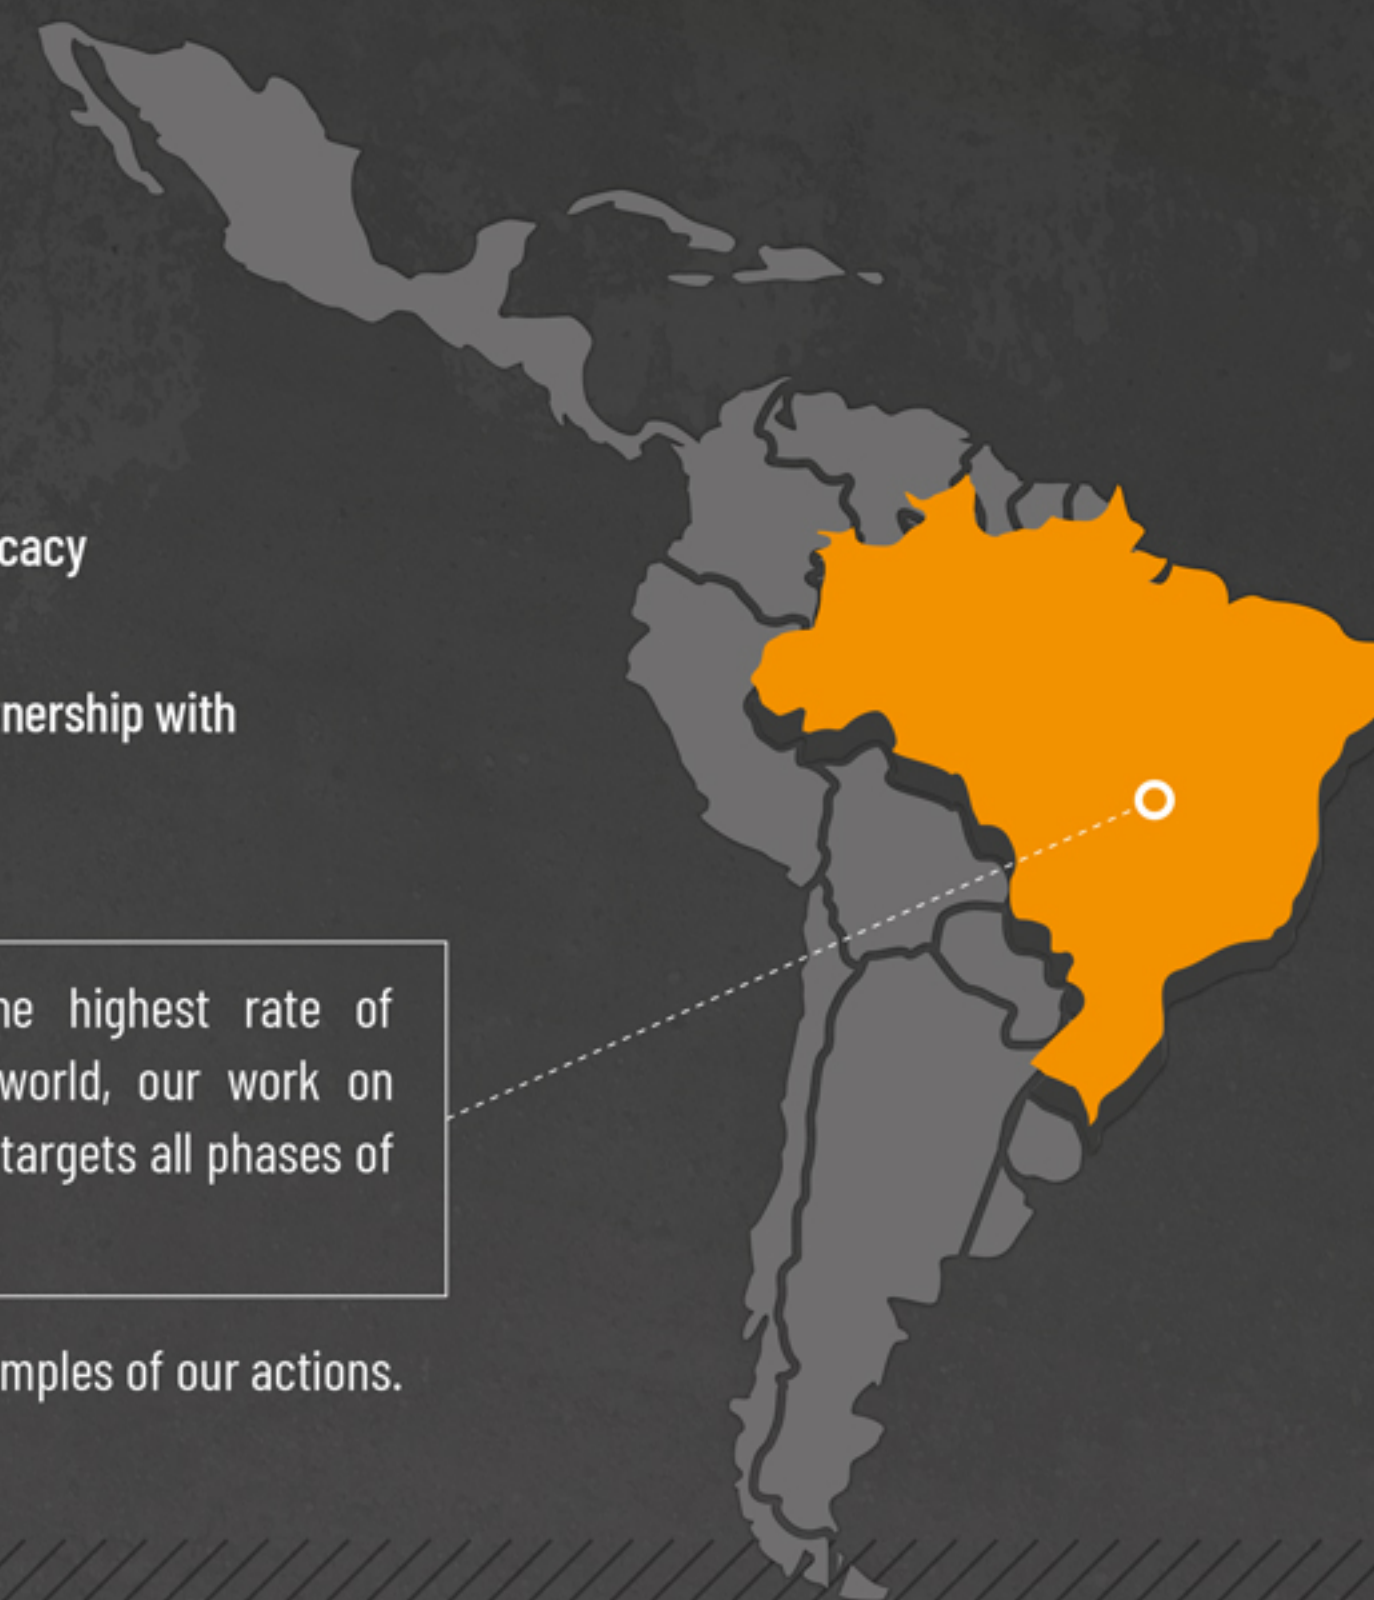 cacy
nership with
he highest rate of
world, our work on
targets all phases of
mples of our actions.